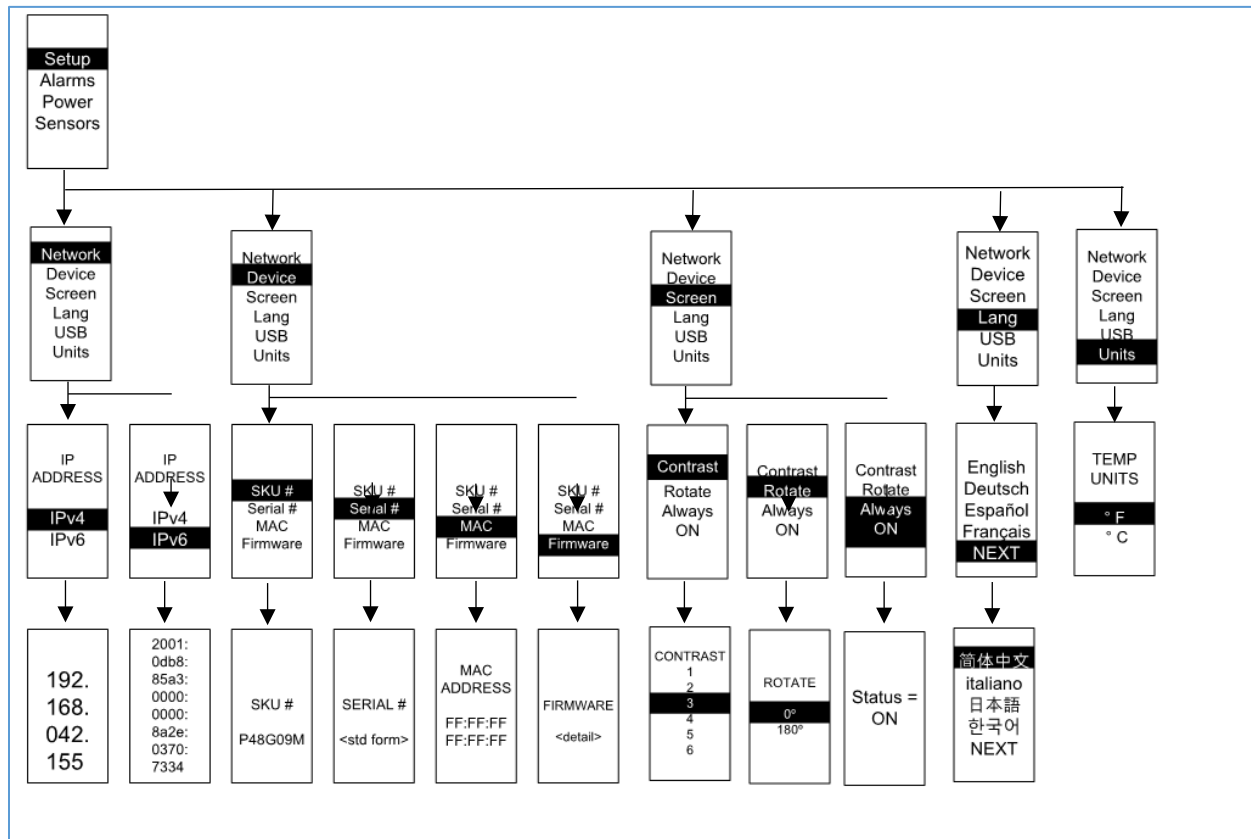 Setup
Alarms
Power
Sensors
Network
Device
Screen
Lang
USB
Units
Network
Device
Screen
Lang
USB
Units
Network
Device
Screen
Lang
USB
Units
Network
Device
Screen
Lang
USB
Units
Network
Device
Screen
Lang
USB
Units
IP
ADDRESS
IPv4
IPv6
IP
ADDRESS
IPv4
IPv6
SKU #
Serial #
MAC
Firmware
SKU #
Serial #
MAC
Firmware
SKU #
Serial #
MAC
Firmware
SKU #
Serial #
MAC
Firmware
Contrast
Rotate
Always
ON
Contrast
Rotate
Always
ON
Contrast
Rotate
Always
ON
English
Deutsch
Español
Français
NEXT
TEMP
UNITS
° F
° C
192.
168.
042.
155
2001:
0db8:
85a3:
0000:
0000:
8a2e:
0370:
7334
SKU #
P48G09M
SERIAL #
<std form>
MAC
ADDRESS
FF:FF:FF
FF:FF:FF
FIRMWARE
<detail>
CONTRAST
1
2
3
4
5
6
ROTATE
0º
180º
Status =
ON
简体中文
italiano
日本語
한국어
NEXT